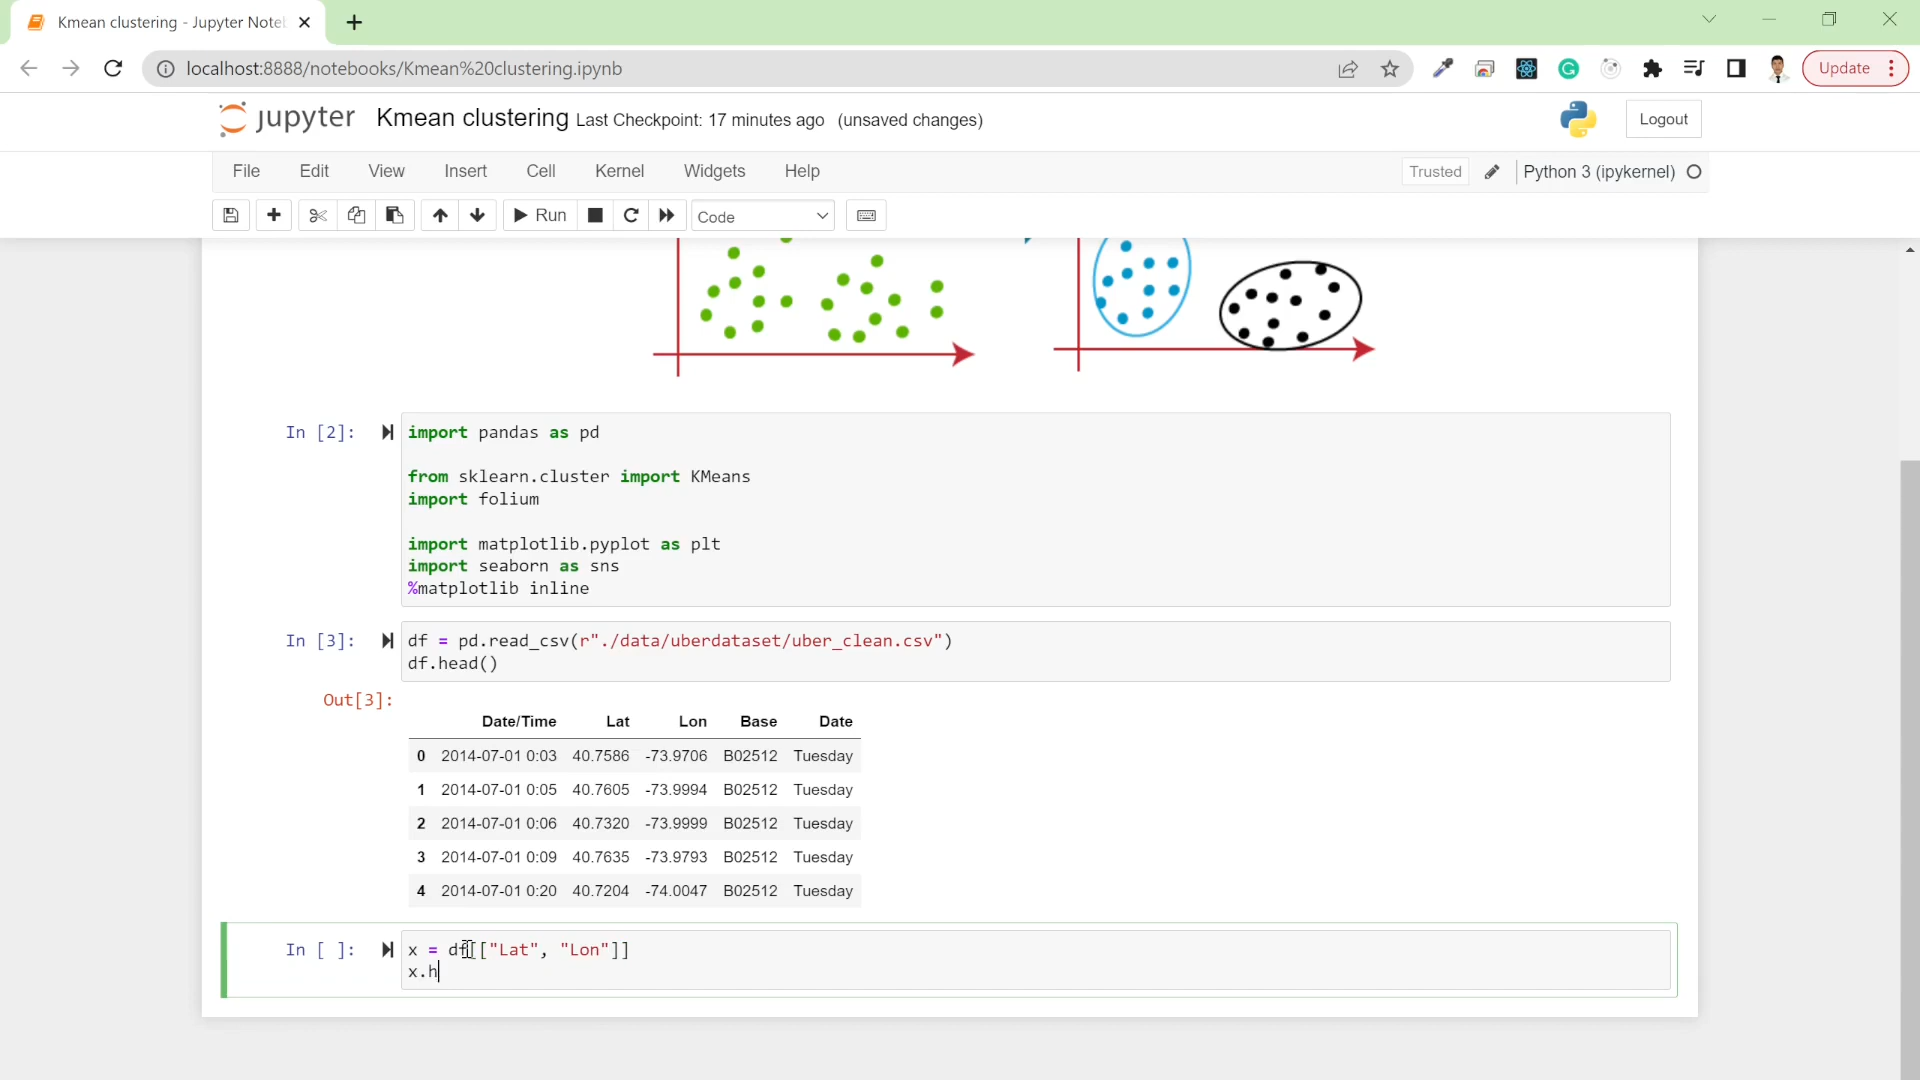 Kmean clustering - Jupyter Note
localhost:8888/notebooks/Kmean%20clustering.ipynb
Update
jupyter Kmean clustering Last Checkpoint: 17 minutes ago (unsaved changes)
Logout
File Edit View Insert Cell Kernel Widgets Help
Trusted
Python 3 (ipykernel)
Run
Code
In [2]:
import pandas as pd
from sklearn.cluster import KMeans
import folium
import matplotlib.pyplot as plt
import seaborn as sns
%matplotlib inline
In [3]:
df = pd.read_csv(r"./data/uberdataset/uber_clean.csv")
df.head()
Out[3]:
Date/Time Lat Lon Base Date
0 2014-07-01 0:03 40.7586 -73.9706 B02512 Tuesday
1 2014-07-01 0:05 40.7605 -73.9994 B02512 Tuesday
2 2014-07-01 0:06 40.7320 -73.9999 B02512 Tuesday
3 2014-07-01 0:09 40.7635 -73.9793 B02512 Tuesday
4 2014-07-01 0:20 40.7204 -74.0047 B02512 Tuesday
In [ ]:
x = df[["Lat", "Lon"]]
x.h